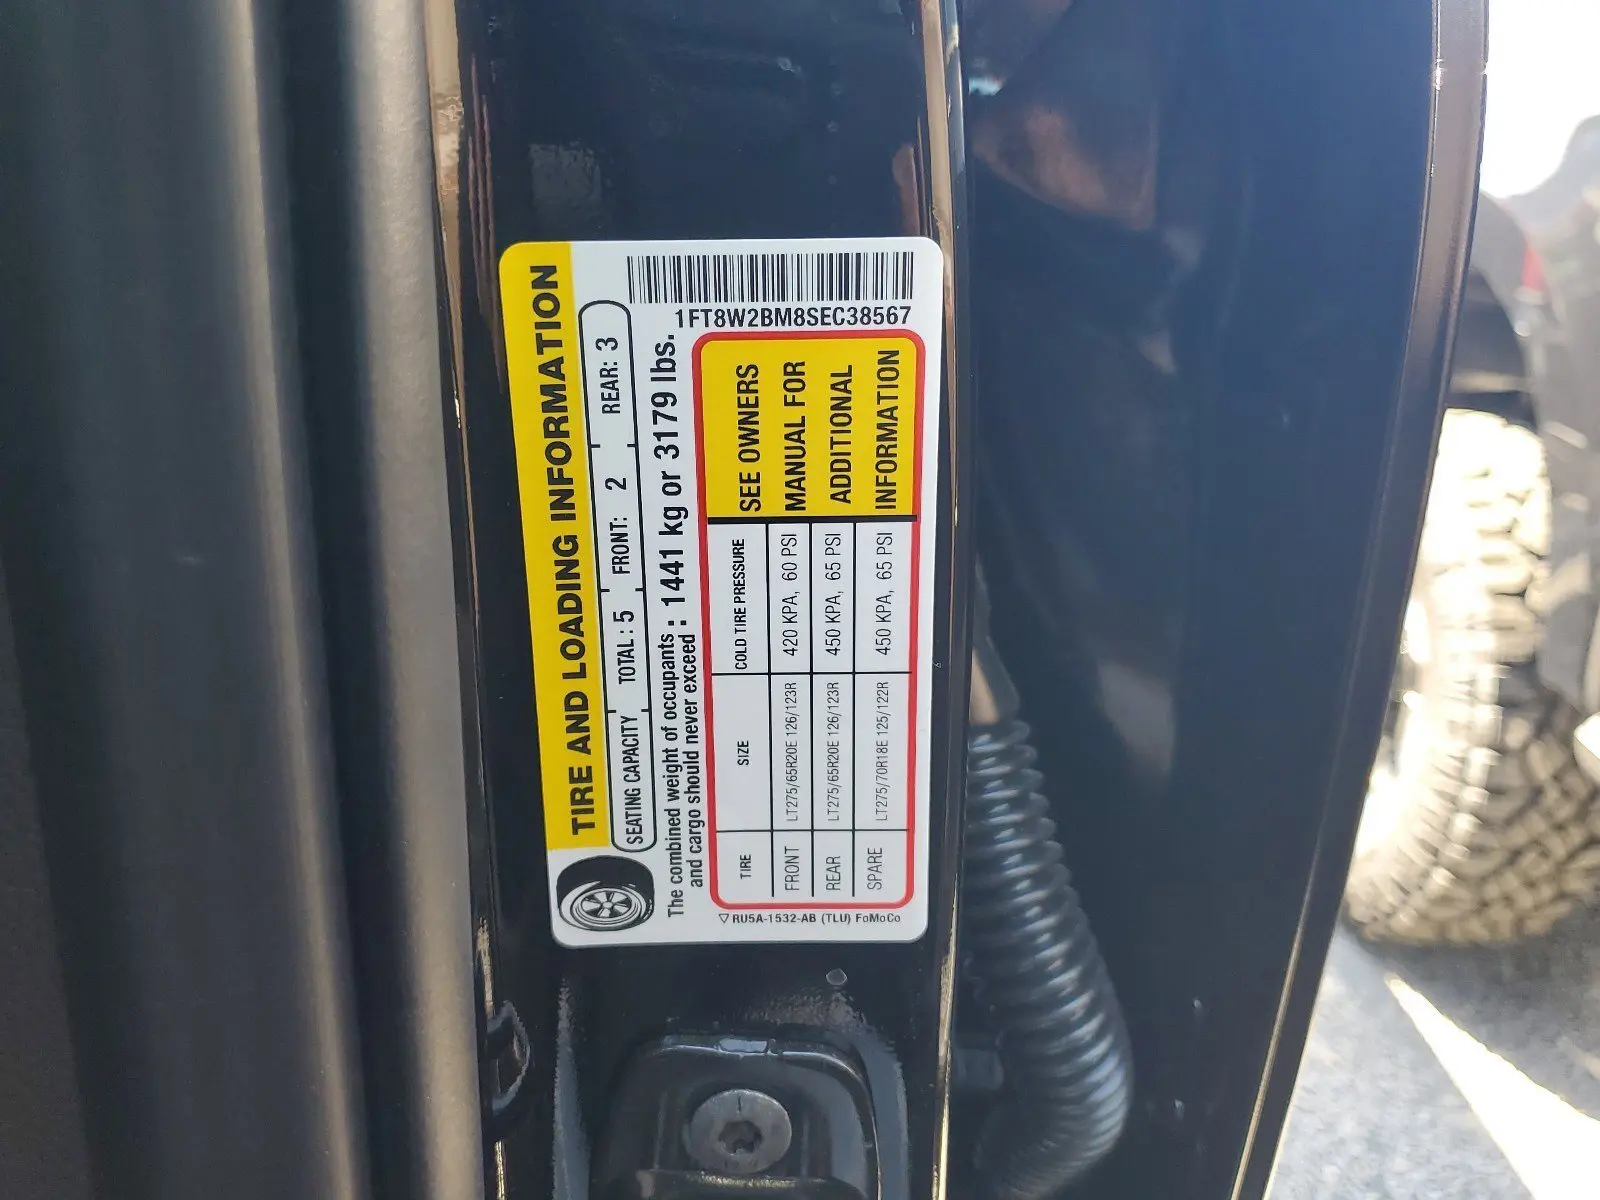 TIRE AND LOADING INFORMATION
SEATING CAPACITY TOTAL : 5 FRONT: 2 REAR: 3
The combined weight of occupants
and cargo should never exceed : 1441 kg or 3179 lbs.
1FT8W2BM8SEC38567
TIRE SIZE COLD TIRE PRESSURE
FRONT LT275/65R20E 126/123R 420 KPA, 60 PSI
REAR LT275/65R20E 126/123R 450 KPA, 65 PSI
SPARE LT275/70R18E 125/122R 450 KPA, 65 PSI
SEE OWNERS
MANUAL FOR
ADDITIONAL
INFORMATION
RU5A-1532-AB (TLU) FoMoCo